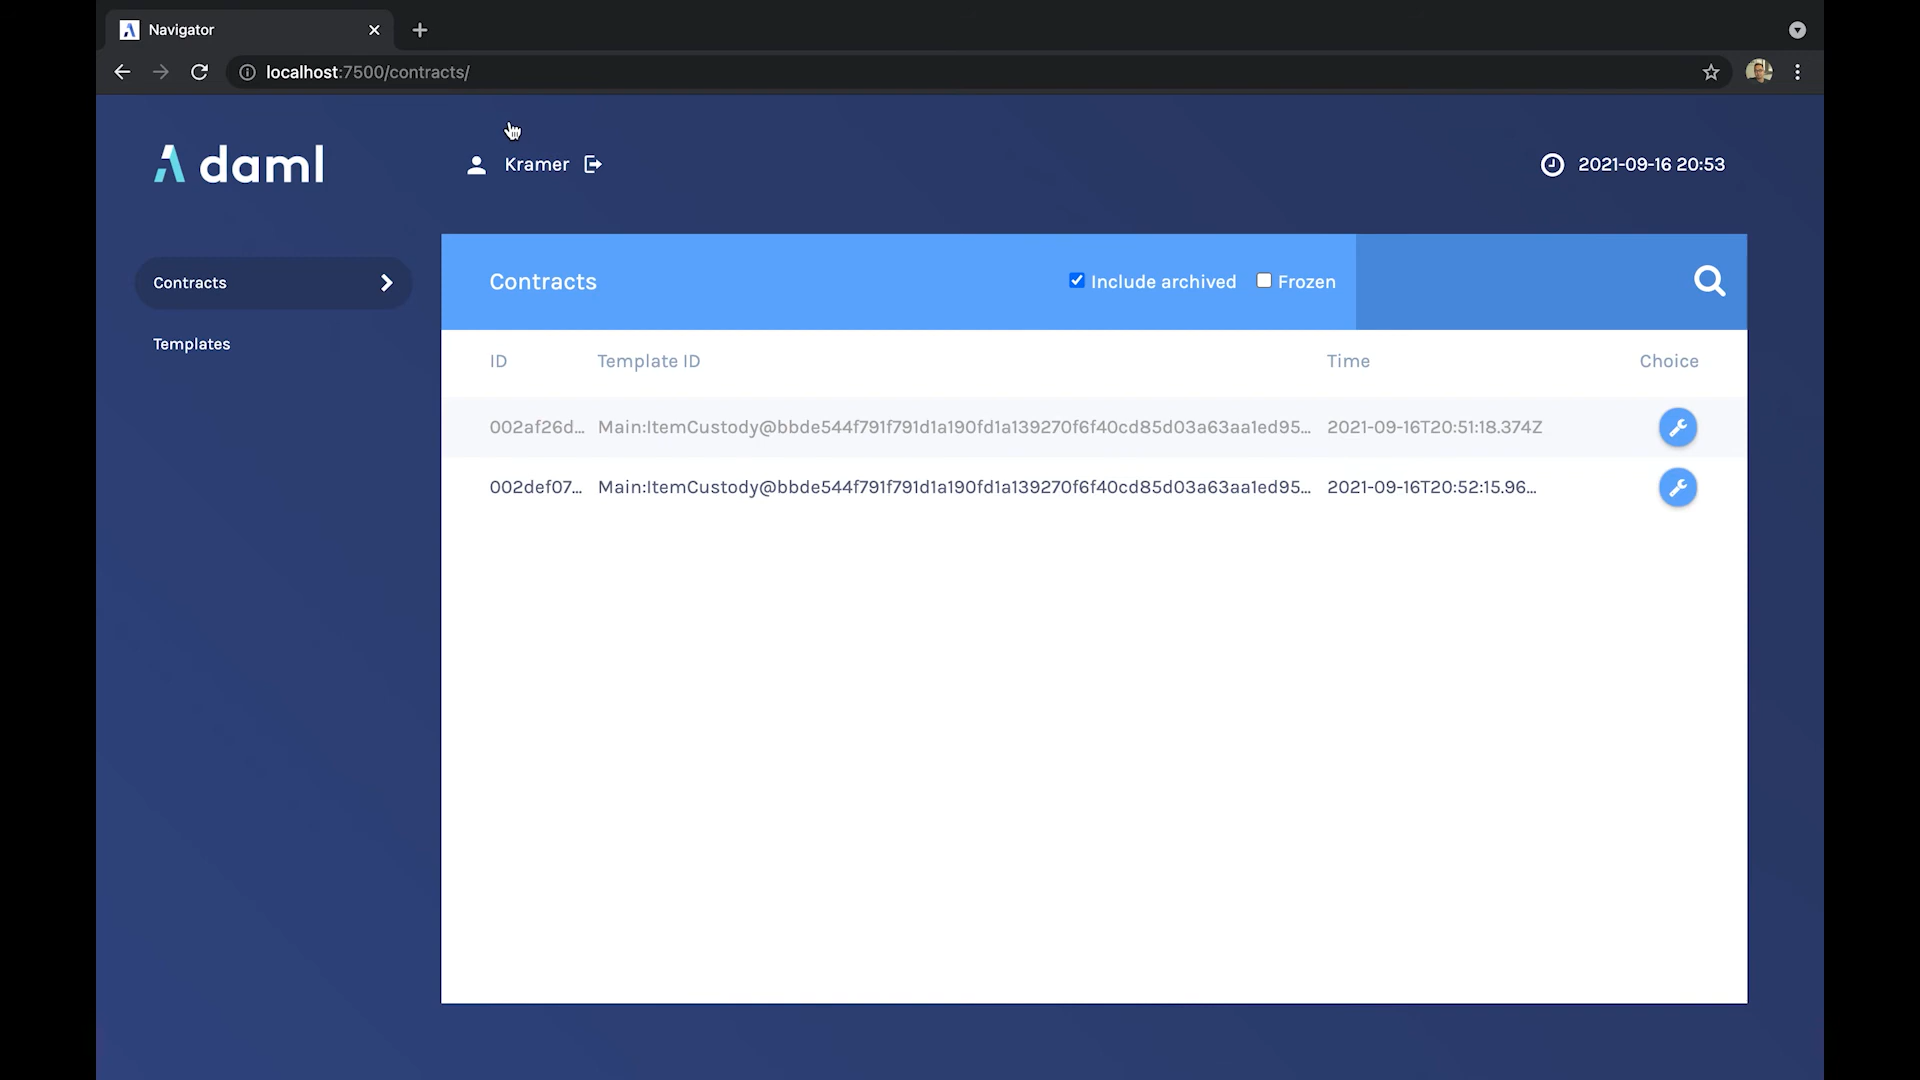 Navigator
localhost:7500/contracts/
daml
Kramer
2021-09-16 20:53
Contracts
Templates
Contracts
Include archived
Frozen
ID Template ID Time Choice
002af26d... Main:ItemCustody@bbde544f791f791d1a190fd1a139270f6f40cd85d03a63aa1ed95... 2021-09-16T20:51:18.374Z
002def07... Main:ItemCustody@bbde544f791f791d1a190fd1a139270f6f40cd85d03a63aa1ed95... 2021-09-16T20:52:15.96...